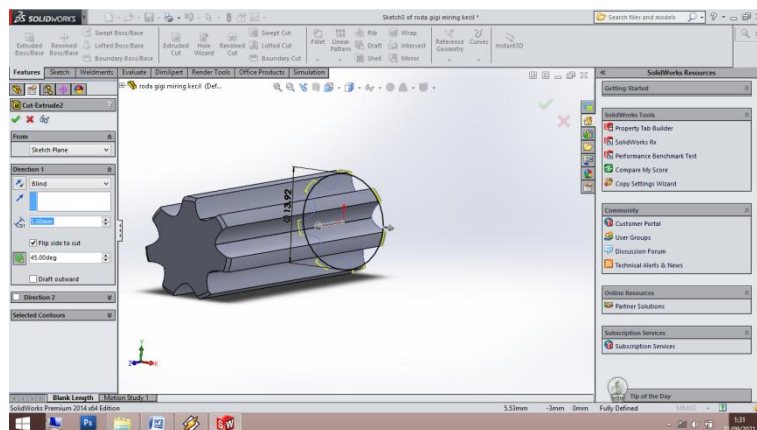 SOLIDWORKS
Sketch3 of roda gigi miring kecil *
Search files and models
Extruded Boss/Base
Revolved Boss/Base
Swept Boss/Base
Lofted Boss/Base
Boundary Boss/Base
Extruded Cut
Hole Wizard
Revolved Cut
Swept Cut
Lofted Cut
Boundary Cut
Fillet
Linear Pattern
Rib
Draft
Shell
Wrap
Intersect
Mirror
Reference Geometry
Curves
Instant3D
Features
Sketch
Weldments
Evaluate
DimXpert
Render Tools
Office Products
Simulation
roda gigi miring kecil (Def...
Cut-Extrude2
From
Sketch Plane
Direction 1
Blind
5.00mm
Flip side to cut
45.00deg
Draft outward
Direction 2
Selected Contours
Ø 13.92
Y
Z
X
SolidWorks Resources
Getting Started
SolidWorks Tools
Property Tab Builder
SolidWorks Rx
Performance Benchmark Test
Compare My Score
Copy Settings Wizard
Community
Customer Portal
User Groups
Discussion Forum
Technical Alerts & News
Online Resources
Partner Solutions
Subscription Services
Subscription Services
Tip of the Day
Blank Length
Motion Study 1
SolidWorks Premium 2014 x64 Edition
5.53mm
-3mm
0mm
Fully Defined
MMGS
1:31
21/09/2021